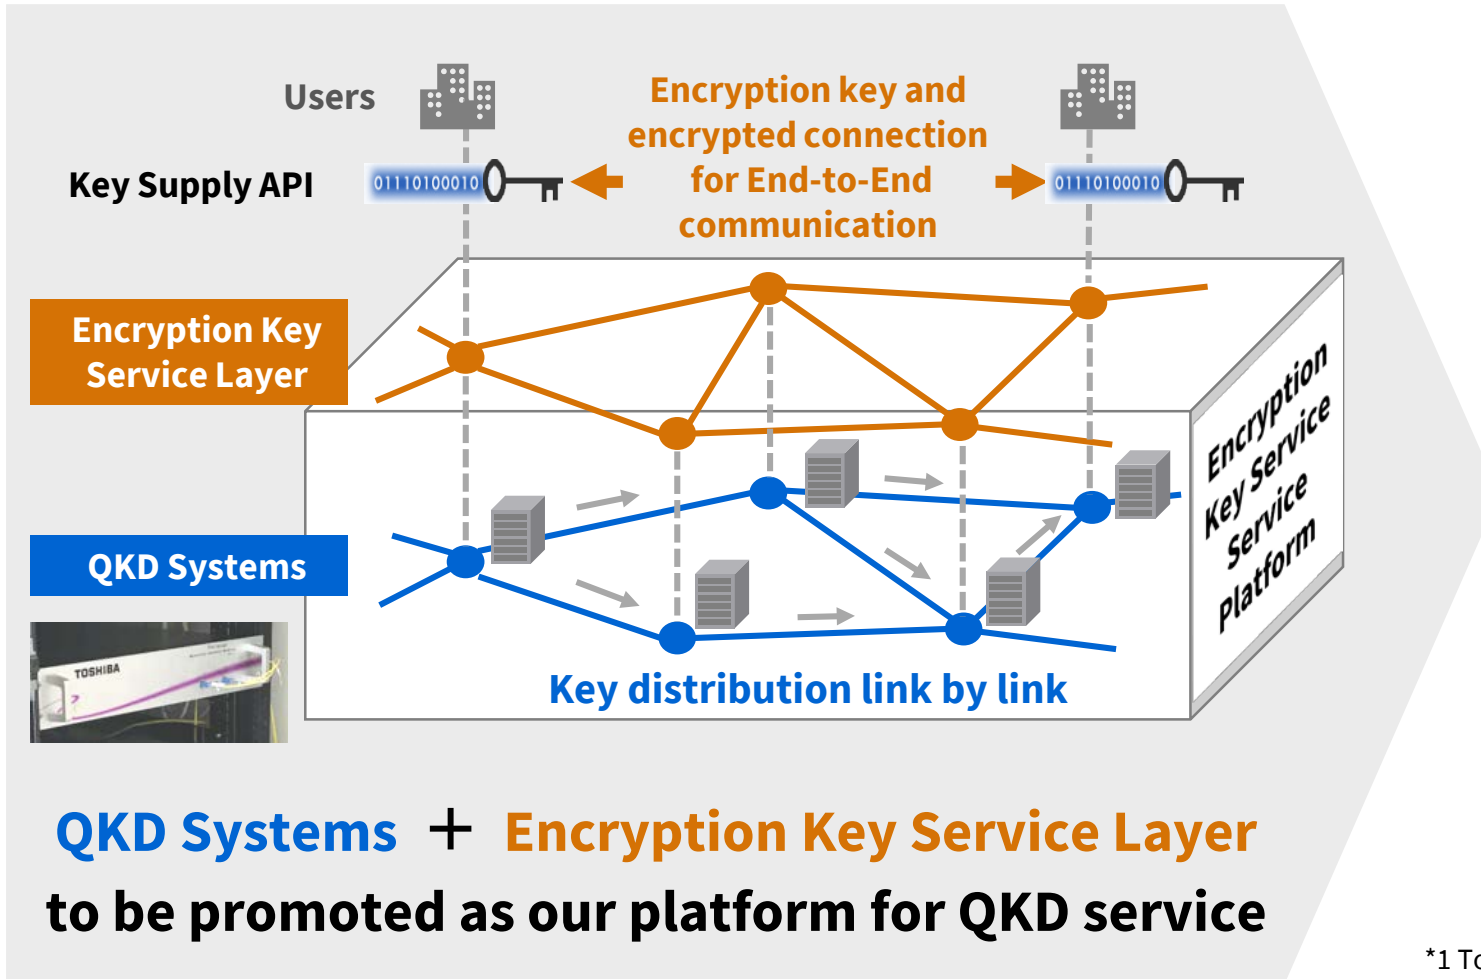 Users
Encryption key and
encrypted connection
for End-to-End
communication
Key Supply API
01110100010
01110100010
Encryption Key
Service Layer
Encryption
Key Service
Service
Platform
QKD Systems
TOSHIBA
Key distribution link by link
QKD Systems + Encryption Key Service Layer
to be promoted as our platform for QKD service
*1 To